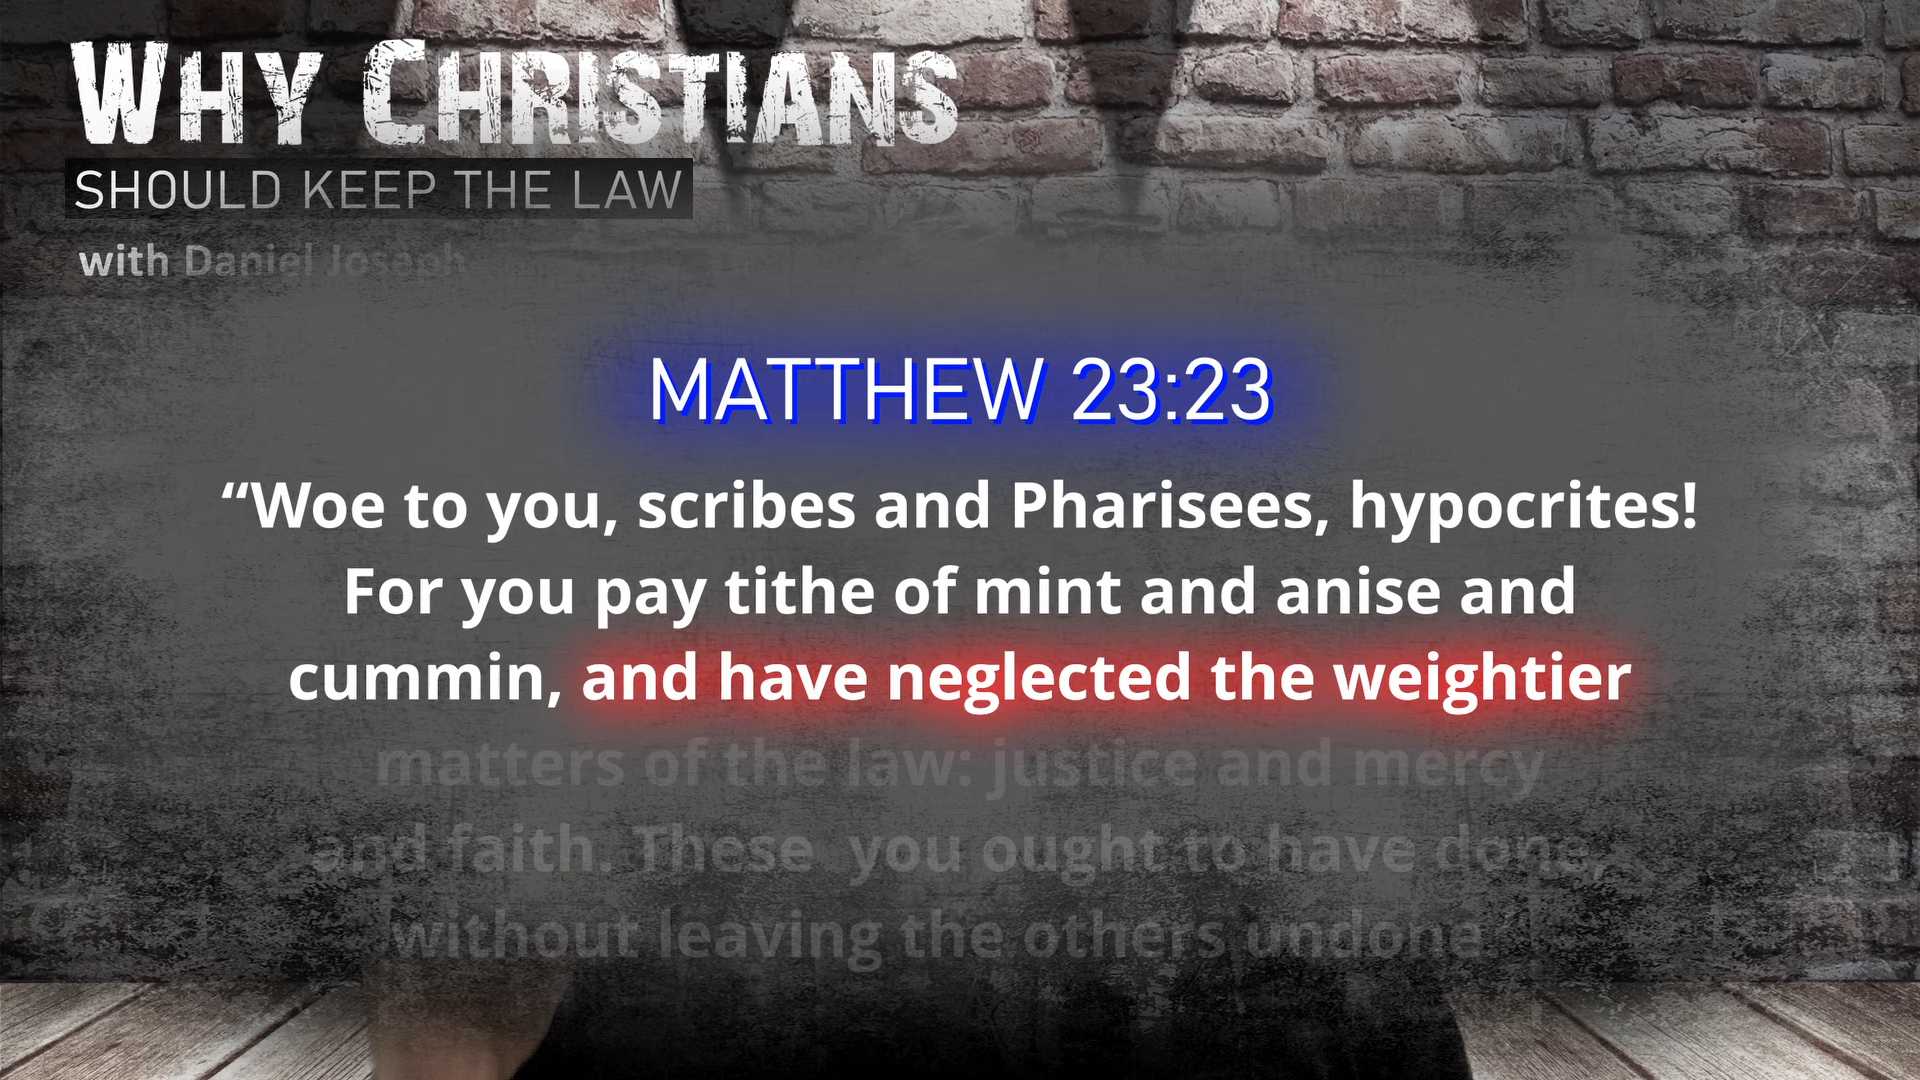 WHY CHRISTIANS
SHOULD KEEP THE LAW
with Daniel Joseph
MATTHEW 23:23
“Woe to you, scribes and Pharisees, hypocrites!
For you pay tithe of mint and anise and
cummin, and have neglected the weightier
matters of the law: justice and mercy
and faith. These you ought to have done,
without leaving the others undone